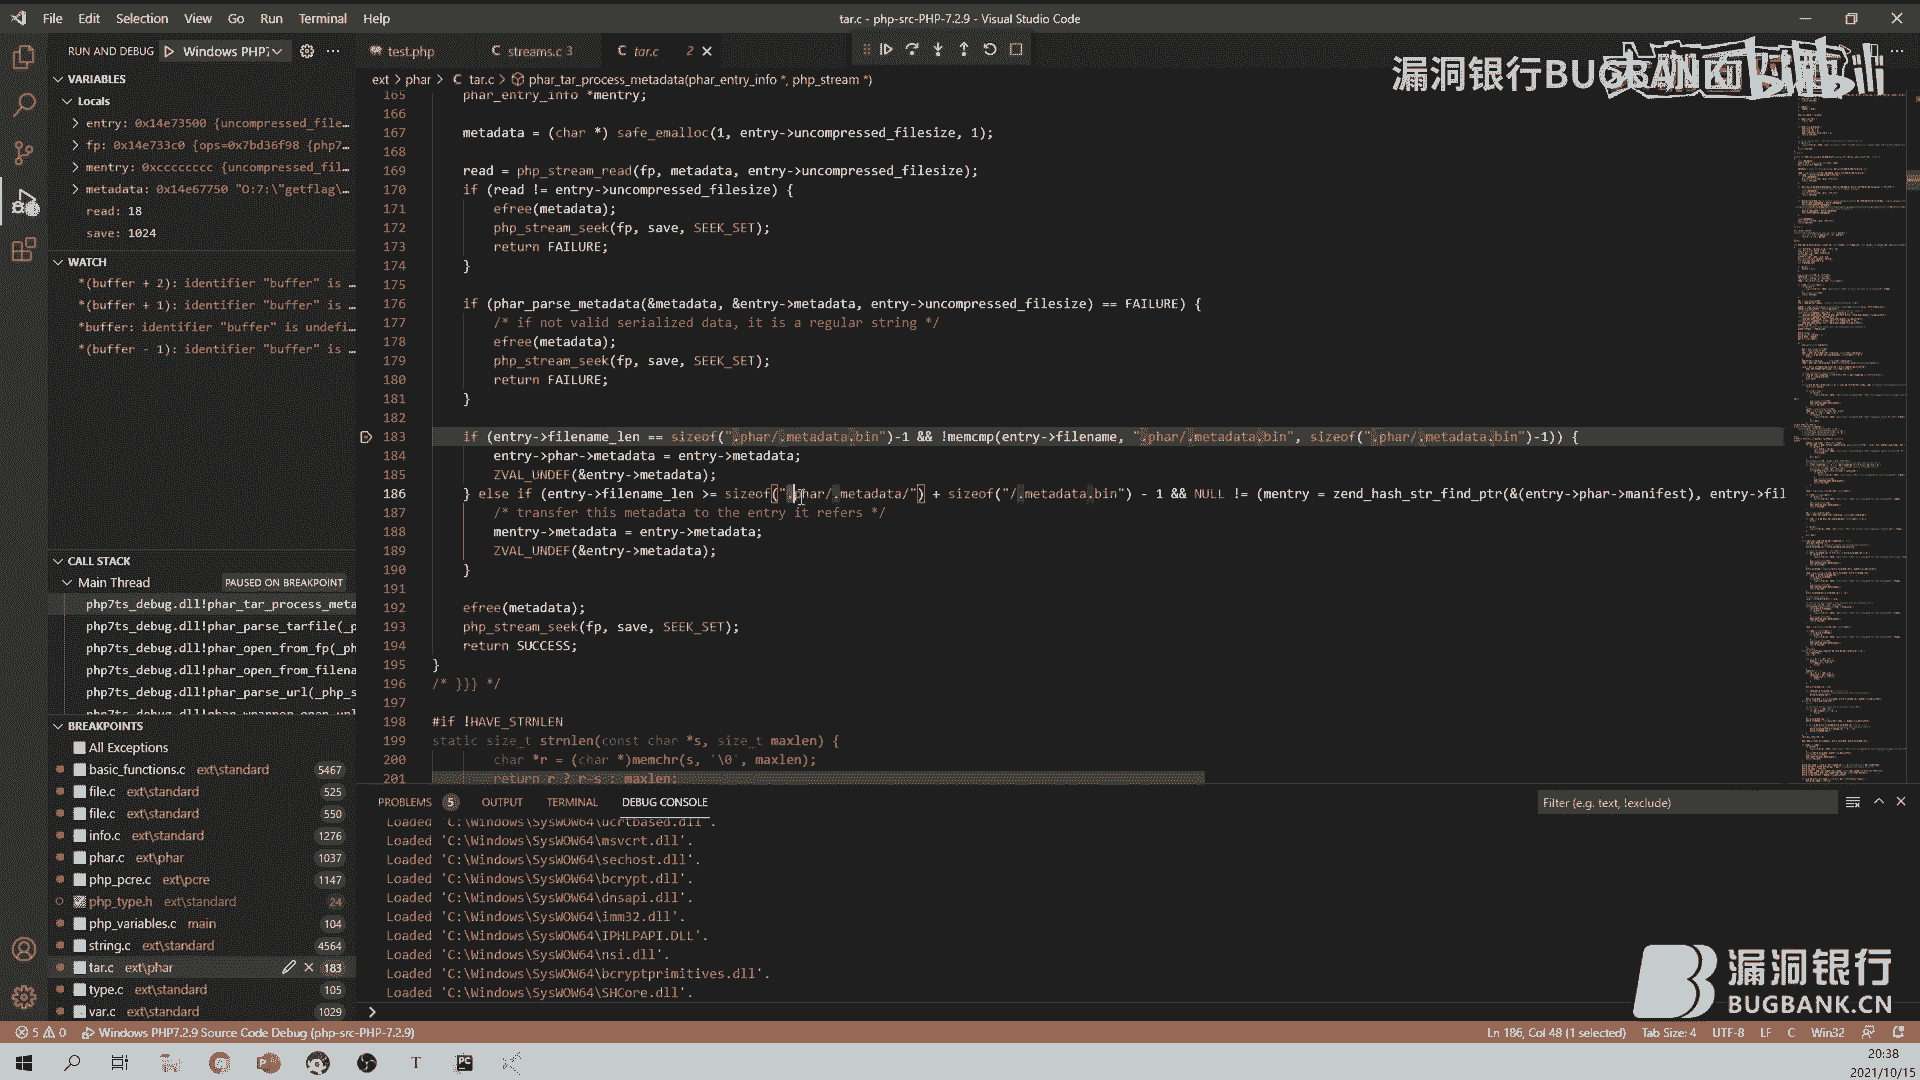 File Edit Selection View Go Run Terminal Help
tar.c - php-src-PHP-7.2.9 - Visual Studio Code
RUN AND DEBUG Windows PHP7
test.php streams.c 3 tar.c 2
漏洞银行BUGBANK
ext > phar > tar.c > phar_tar_process_metadata(phar_entry_info *, php_stream *)
VARIABLES
Locals
entry: 0x14e73500 {uncompressed_file…
fp: 0x14e733c0 {ops=0x7bd36f98 {php7…
mentry: 0xcccccccc {uncompressed_fil…
metadata: 0x14e67750 "O:7:\"getflag\…
read: 18
save: 1024
WATCH
*(buffer + 2): identifier "buffer" is …
*(buffer + 1): identifier "buffer" is …
*buffer: identifier "buffer" is undefi…
*(buffer - 1): identifier "buffer" is …
CALL STACK
Main Thread PAUSED ON BREAKPOINT
php7ts_debug.dll!phar_tar_process_meta
php7ts_debug.dll!phar_parse_tarfile(_p
php7ts_debug.dll!phar_open_from_fp(_ph
php7ts_debug.dll!phar_open_from_filena
php7ts_debug.dll!phar_parse_url(_php_s
php7ts_debug.dll!phar_wrapper_open_url
BREAKPOINTS
All Exceptions
basic_functions.c ext\standard 5467
file.c ext\standard 525
file.c ext\standard 550
info.c ext\standard 1276
phar.c ext\phar 1037
php_pcre.c ext\pcre 1147
php_type.h ext\standard 24
php_variables.c main 104
string.c ext\standard 4564
tar.c ext\phar 183
type.c ext\standard 105
var.c ext\standard 1029
165 phar_entry_info *mentry;
166
167 metadata = (char *) safe_emalloc(1, entry->uncompressed_filesize, 1);
168
169 read = php_stream_read(fp, metadata, entry->uncompressed_filesize);
170 if (read != entry->uncompressed_filesize) {
171 efree(metadata);
172 php_stream_seek(fp, save, SEEK_SET);
173 return FAILURE;
174 }
175
176 if (phar_parse_metadata(&metadata, &entry->metadata, entry->uncompressed_filesize) == FAILURE) {
177 /* if not valid serialized data, it is a regular string */
178 efree(metadata);
179 php_stream_seek(fp, save, SEEK_SET);
180 return FAILURE;
181 }
182
183 if (entry->filename_len == sizeof(".phar/.metadata.bin")-1 && !memcmp(entry->filename, ".phar/.metadata.bin", sizeof(".phar/.metadata.bin")-1)) {
184 entry->phar->metadata = entry->metadata;
185 ZVAL_UNDEF(&entry->metadata);
186 } else if (entry->filename_len >= sizeof(".phar/.metadata/") + sizeof("/.metadata.bin") - 1 && NULL != (mentry = zend_hash_str_find_ptr(&(entry->phar->manifest), entry->fil
187 /* transfer this metadata to the entry it refers */
188 mentry->metadata = entry->metadata;
189 ZVAL_UNDEF(&entry->metadata);
190 }
191
192 efree(metadata);
193 php_stream_seek(fp, save, SEEK_SET);
194 return SUCCESS;
195 }
196 /* }}} */
197
198 #if !HAVE_STRNLEN
199 static size_t strnlen(const char *s, size_t maxlen) {
200 char *r = (char *)memchr(s, '\0', maxlen);
201 return r ? r-s : maxlen;
PROBLEMS 5 OUTPUT TERMINAL DEBUG CONSOLE
Filter (e.g. text, !exclude)
Loaded 'C:\Windows\SysWOW64\ucrtbased.dll'.
Loaded 'C:\Windows\SysWOW64\msvcrt.dll'.
Loaded 'C:\Windows\SysWOW64\sechost.dll'.
Loaded 'C:\Windows\SysWOW64\bcrypt.dll'.
Loaded 'C:\Windows\SysWOW64\dnsapi.dll'.
Loaded 'C:\Windows\SysWOW64\imm32.dll'.
Loaded 'C:\Windows\SysWOW64\IPHLPAPI.DLL'.
Loaded 'C:\Windows\SysWOW64\nsi.dll'.
Loaded 'C:\Windows\SysWOW64\bcryptprimitives.dll'.
Loaded 'C:\Windows\SysWOW64\SHCore.dll'.
漏洞银行
BUGBANK.CN
5 0 Windows PHP7.2.9 Source Code Debug (php-src-PHP-7.2.9)
Ln 186, Col 48 (1 selected) Tab Size: 4 UTF-8 LF C Win32
20:38
2021/10/15